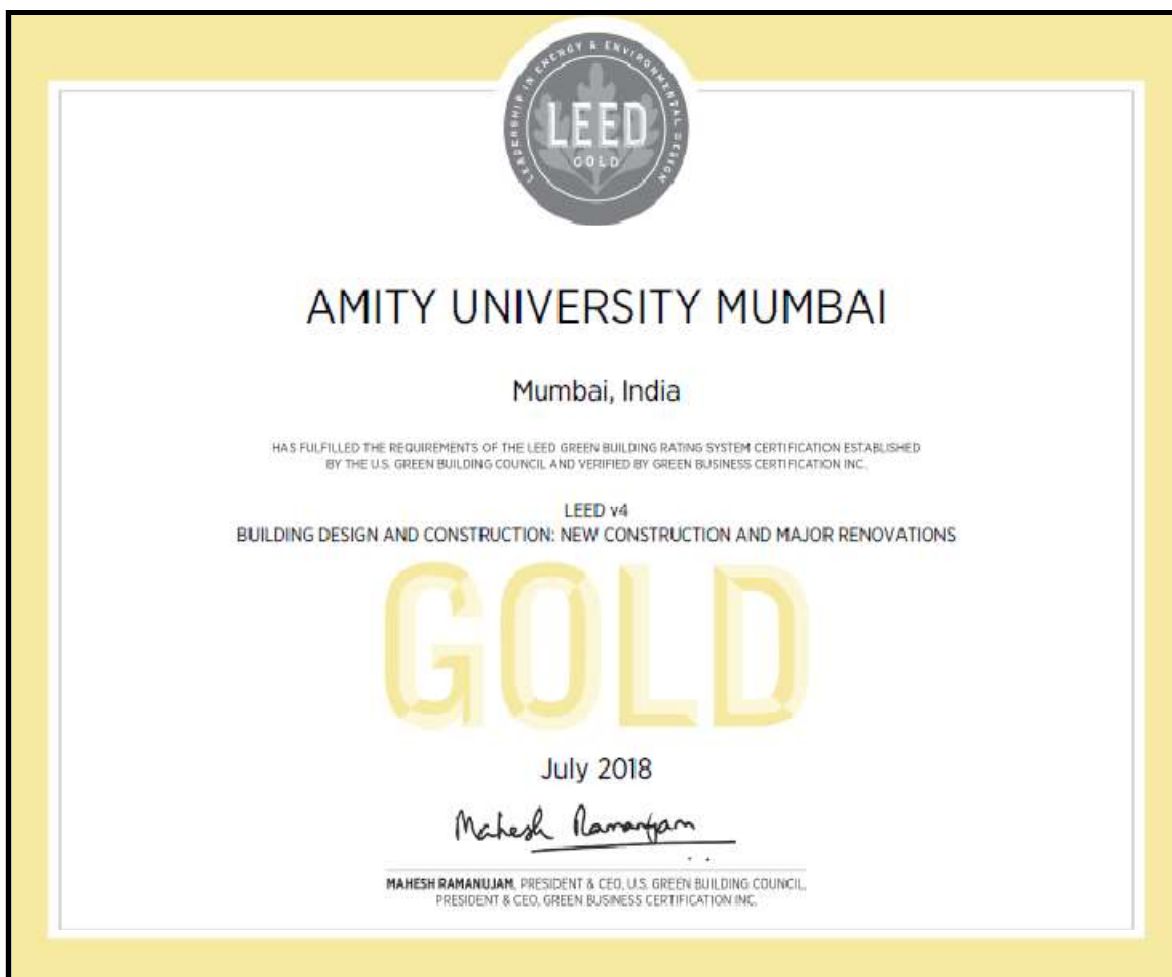 LEADERSHIP IN ENERGY & ENVIRONMENTAL DESIGN
LEED
GOLD
AMITY UNIVERSITY MUMBAI
Mumbai, India
HAS FULFILLED THE REQUIREMENTS OF THE LEED GREEN BUILDING RATING SYSTEM CERTIFICATION ESTABLISHED
BY THE U.S. GREEN BUILDING COUNCIL AND VERIFIED BY GREEN BUSINESS CERTIFICATION INC.
LEED v4
BUILDING DESIGN AND CONSTRUCTION: NEW CONSTRUCTION AND MAJOR RENOVATIONS
GOLD
July 2018
Mahesh Ramanujam
MAHESH RAMANUJAM, PRESIDENT & CEO, U.S. GREEN BUILDING COUNCIL,
PRESIDENT & CEO, GREEN BUSINESS CERTIFICATION INC.